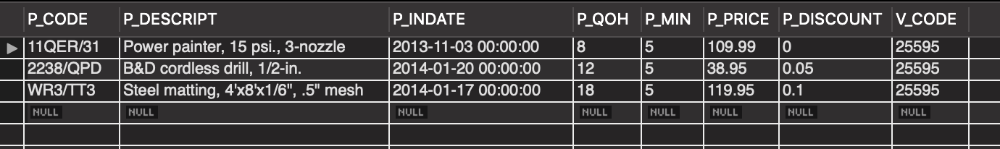 P_CODE P_DESCRIPT P_INDATE P_QOH P_MIN P_PRICE P_DISCOUNT V_CODE
11QER/31 Power painter, 15 psi., 3-nozzle 2013-11-03 00:00:00 8 5 109.99 0 25595
2238/QPD B&D cordless drill, 1/2-in. 2014-01-20 00:00:00 12 5 38.95 0.05 25595
WR3/TT3 Steel matting, 4'x8'x1/6", .5" mesh 2014-01-17 00:00:00 18 5 119.95 0.1 25595
NULL NULL NULL NULL NULL NULL NULL NULL